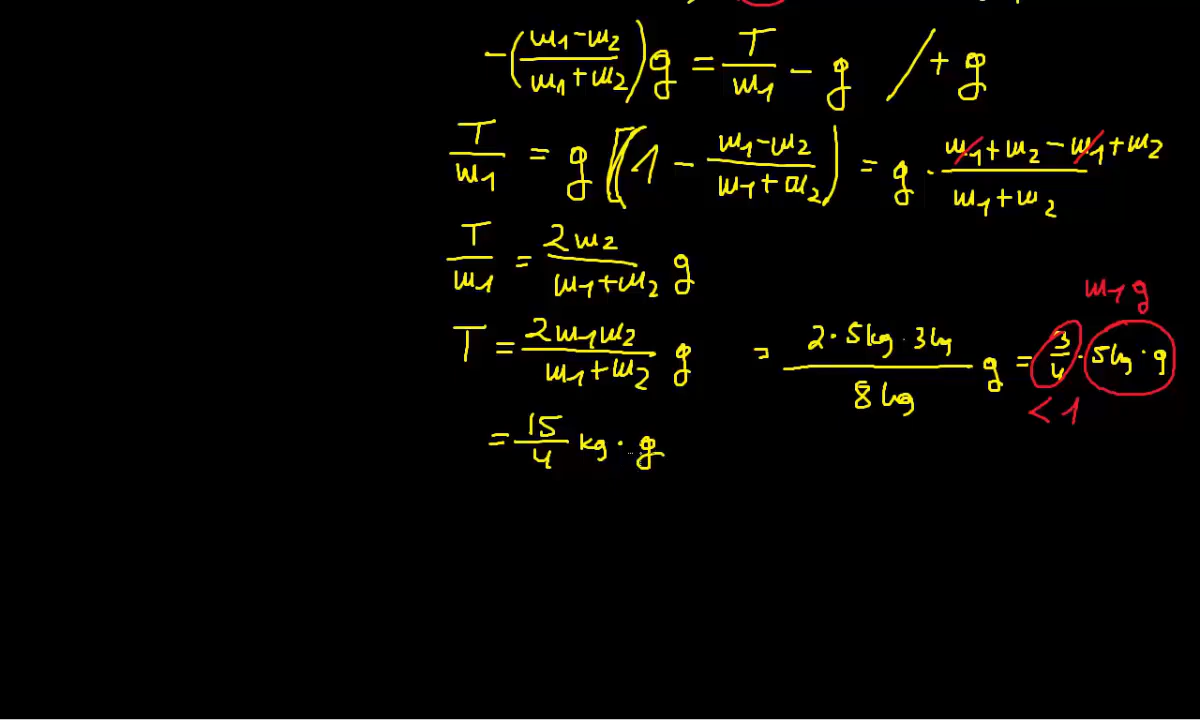 -(m1-m2/m1+m2)g = T/m1 - g /+ g
T/m1 = g((1 - m1-m2/m1+m2) = g · m1+m2-m1+m2/m1+m2
T/m1 = 2m2/m1+m2 g
m1 g
T = 2m1m2/m1+m2 g = 2·5kg·3kg/8kg g = 3/4 · 5kg · g
< 1
= 15/4 kg · g